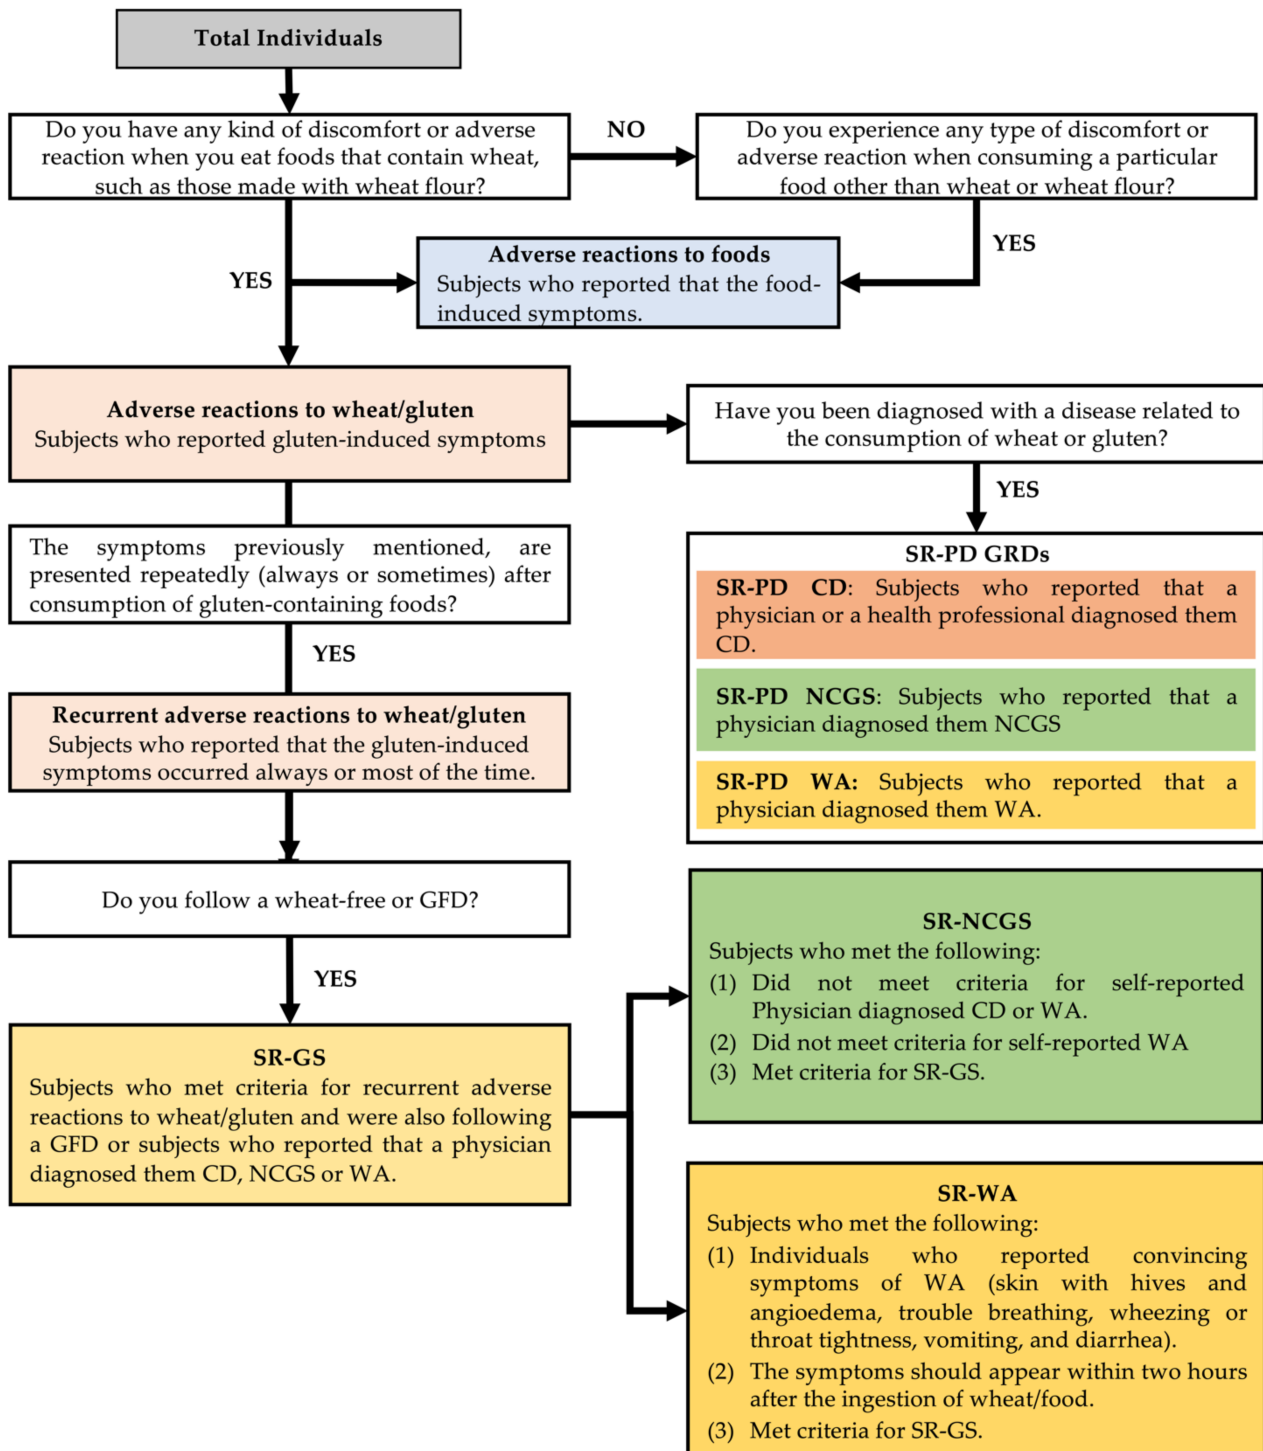 Total Individuals
Do you have any kind of discomfort or adverse
reaction when you eat foods that contain wheat,
such as those made with wheat flour?
NO
Do you experience any type of discomfort or
adverse reaction when consuming a particular
food other than wheat or wheat flour?
YES
YES
Adverse reactions to foods
Subjects who reported that the food-
induced symptoms.
Adverse reactions to wheat/gluten
Subjects who reported gluten-induced symptoms
Have you been diagnosed with a disease related to
the consumption of wheat or gluten?
YES
The symptoms previously mentioned, are
presented repeatedly (always or sometimes) after
consumption of gluten-containing foods?
YES
SR-PD GRDs
SR-PD CD: Subjects who reported that a
physician or a health professional diagnosed them
CD.
SR-PD NCGS: Subjects who reported that a
physician diagnosed them NCGS
SR-PD WA: Subjects who reported that a
physician diagnosed them WA.
Recurrent adverse reactions to wheat/gluten
Subjects who reported that the gluten-induced
symptoms occurred always or most of the time.
Do you follow a wheat-free or GFD?
YES
SR-GS
Subjects who met criteria for recurrent adverse
reactions to wheat/gluten and were also following
a GFD or subjects who reported that a physician
diagnosed them CD, NCGS or WA.
SR-NCGS
Subjects who met the following:
(1) Did not meet criteria for self-reported
Physician diagnosed CD or WA.
(2) Did not meet criteria for self-reported WA
(3) Met criteria for SR-GS.
SR-WA
Subjects who met the following:
(1) Individuals who reported convincing
symptoms of WA (skin with hives and
angioedema, trouble breathing, wheezing or
throat tightness, vomiting, and diarrhea).
(2) The symptoms should appear within two hours
after the ingestion of wheat/food.
(3) Met criteria for SR-GS.